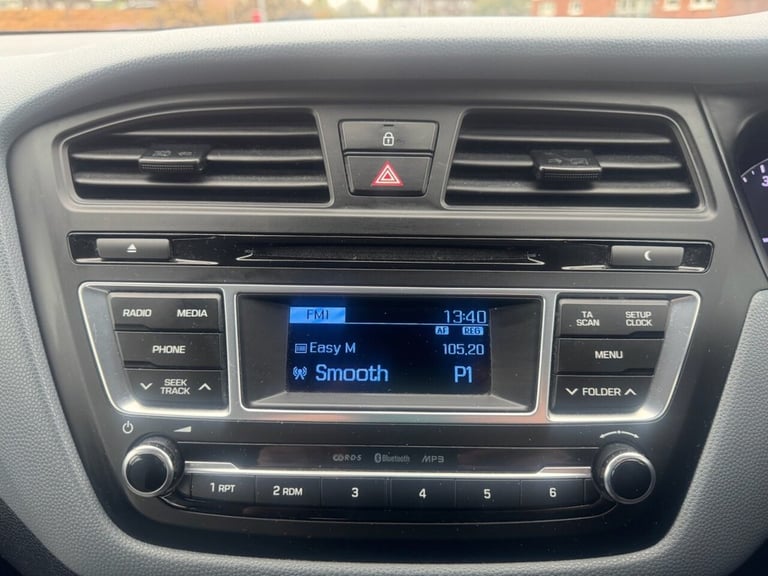 FM1 13:40
AF REG
Easy M 105.20
Smooth P1
RADIO MEDIA
PHONE
SEEK
TRACK
TA
SCAN
SETUP
CLOCK
MENU
FOLDER
R·D·S Bluetooth MP3
1 RPT 2 RDM 3 4 5 6